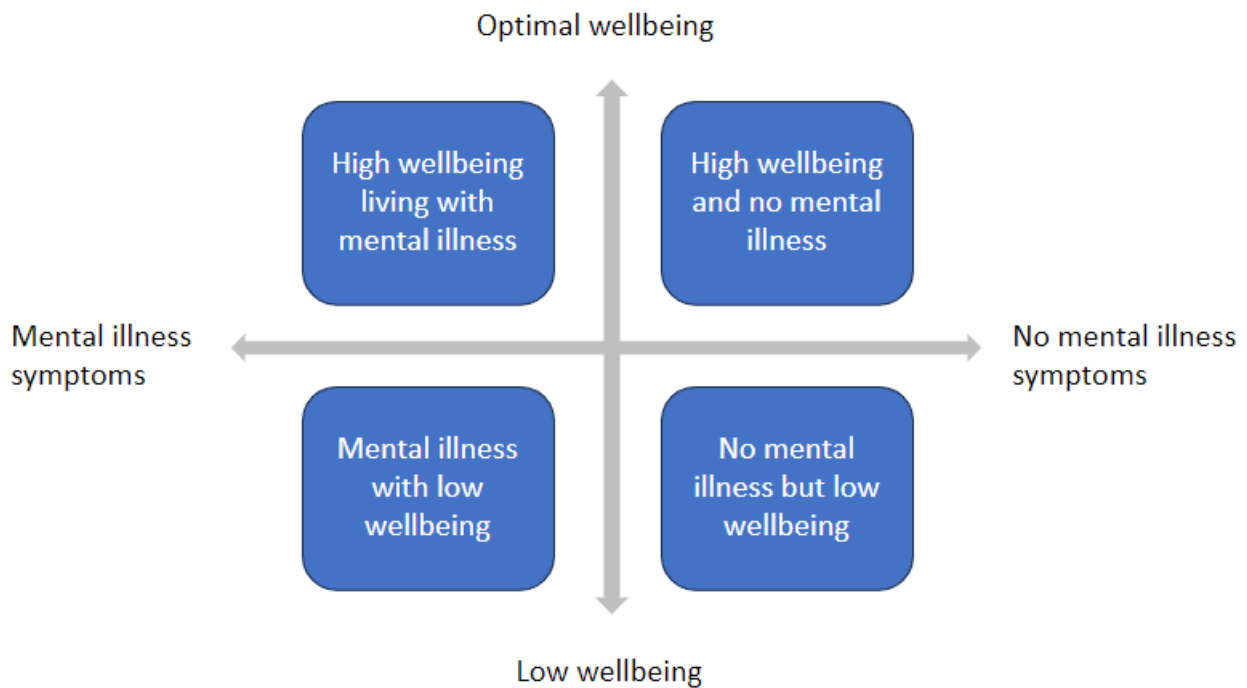 Optimal wellbeing
High wellbeing
living with
mental illness
High wellbeing
and no mental
illness
Mental illness
symptoms
No mental illness
symptoms
Mental illness
with low
wellbeing
No mental
illness but low
wellbeing
Low wellbeing